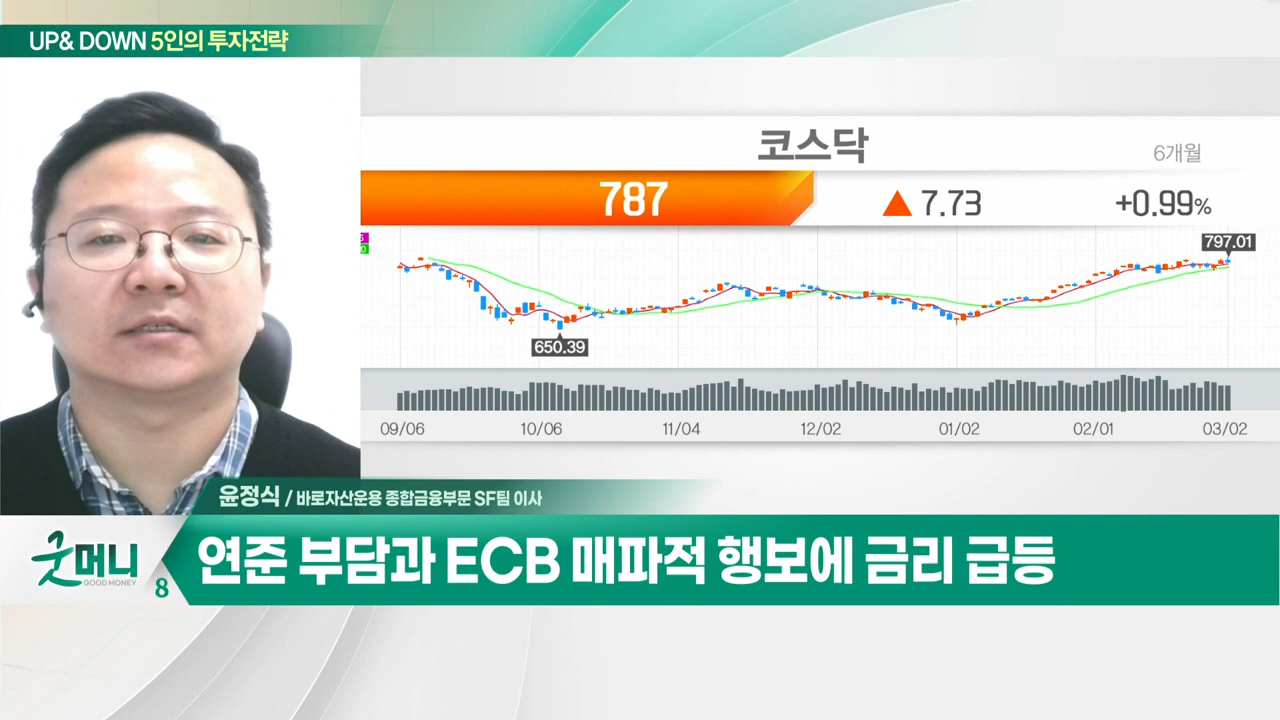 UP& DOWN 5인의 투자전략
코스닥
6개월
787 ▲ 7.73 +0.99%
797.01
650.39
09/06 10/06 11/04 12/02 01/02 02/01 03/02
윤정식 / 바로자산운용 종합금융부문 SF팀 이사
굿머니
GOOD MONEY
8
연준 부담과 ECB 매파적 행보에 금리 급등